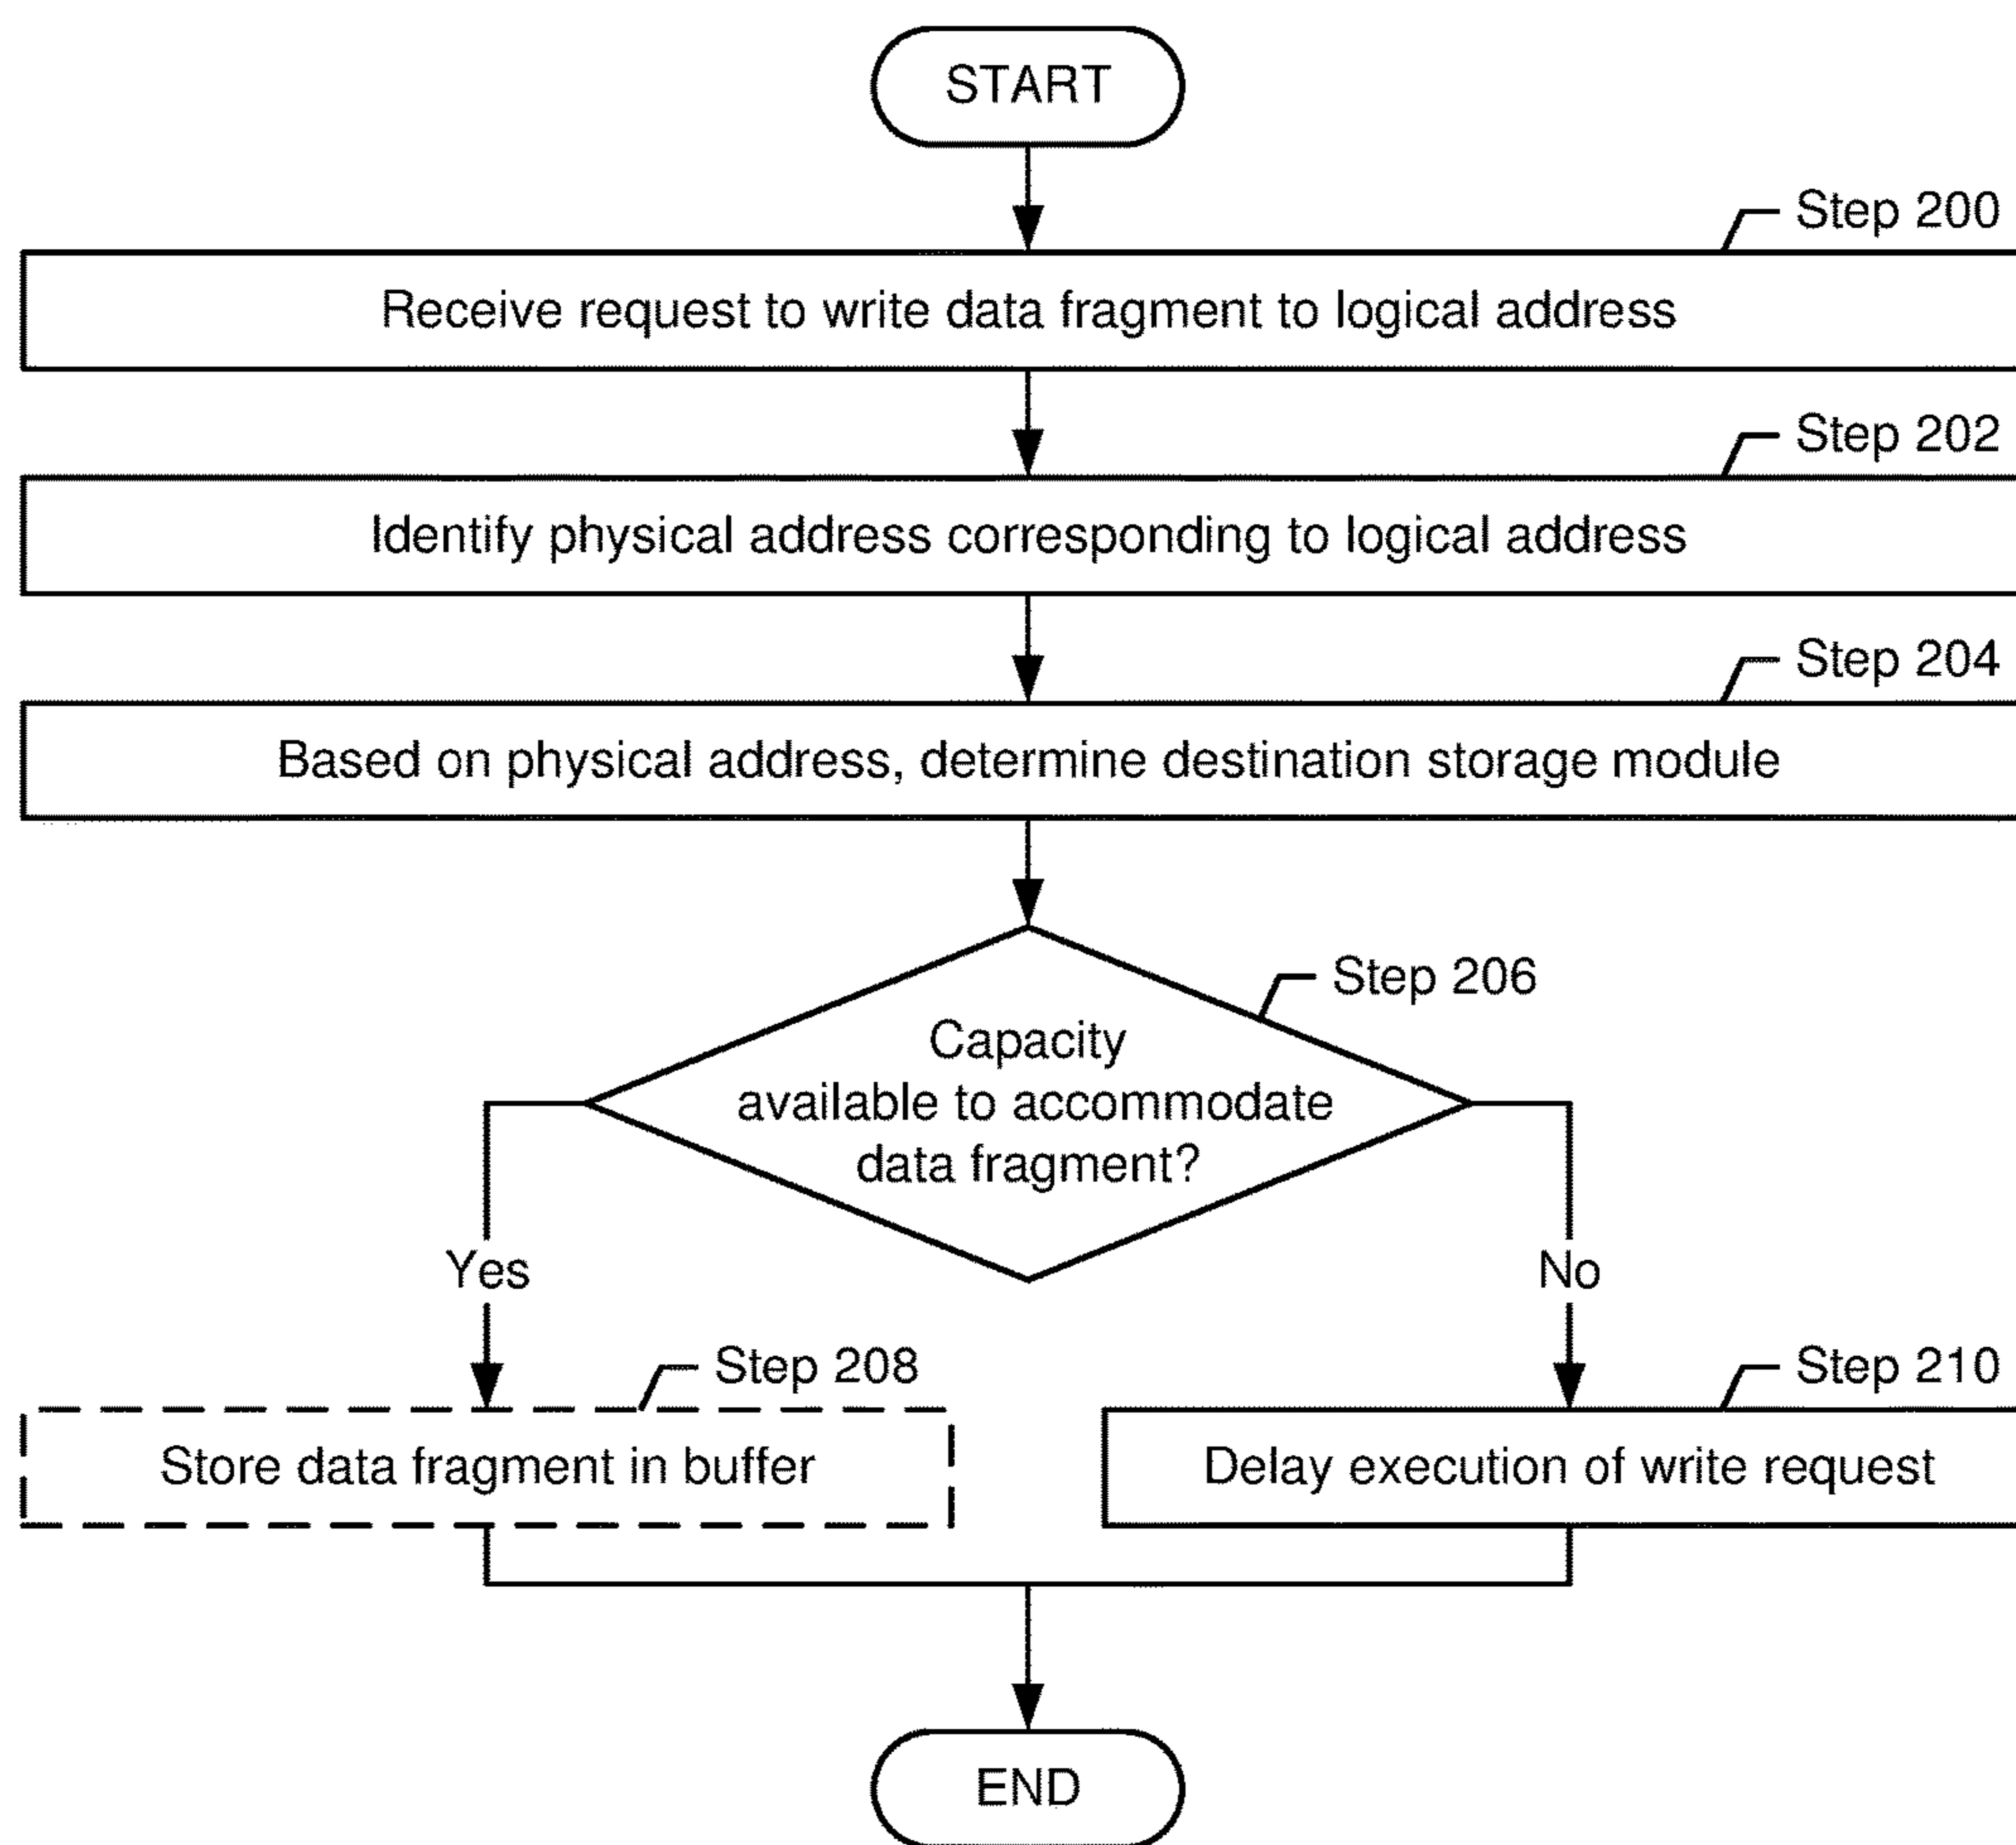 START
Step 200
Receive request to write data fragment to logical address
Step 202
Identify physical address corresponding to logical address
Step 204
Based on physical address, determine destination storage module
Step 206
Capacity
available to accommodate
data fragment?
Yes
No
Step 208
Step 210
Store data fragment in buffer
Delay execution of write request
END